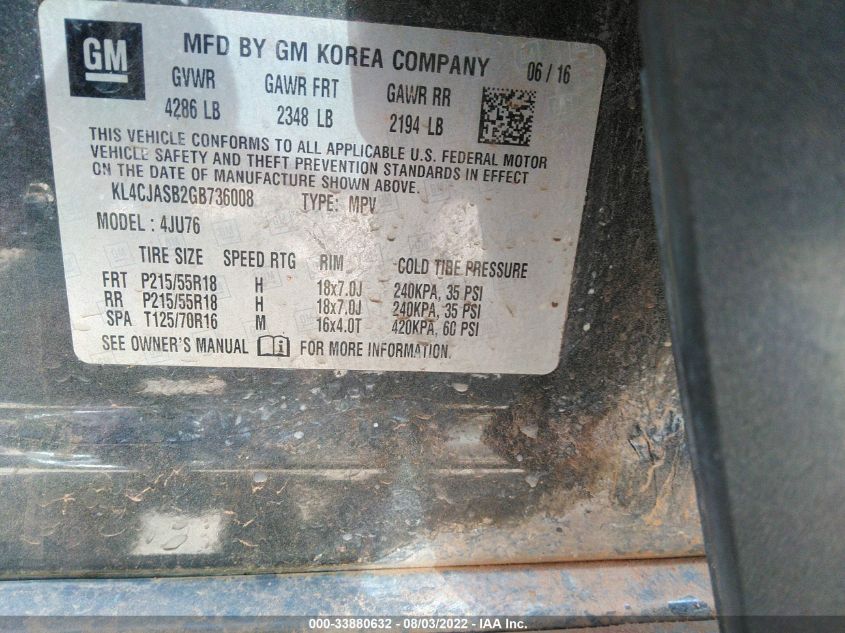 GM
MFD BY GM KOREA COMPANY 06/16
GVWR GAWR FRT GAWR RR
4286 LB 2348 LB 2194 LB
THIS VEHICLE CONFORMS TO ALL APPLICABLE U.S. FEDERAL MOTOR
VEHICLE SAFETY AND THEFT PREVENTION STANDARDS IN EFFECT
ON THE DATE OF MANUFACTURE SHOWN ABOVE.
KL4CJASB2GB736008 TYPE: MPV
MODEL: 4JU76
TIRE SIZE SPEED RTG RIM COLD TIRE PRESSURE
FRT P215/55R18 H 18x7.0J 240KPA, 35 PSI
RR P215/55R18 H 18x7.0J 240KPA, 35 PSI
SPA T125/70R16 M 16x4.0T 420KPA, 60 PSI
SEE OWNER'S MANUAL i FOR MORE INFORMATION.
000-33880632 - 08/03/2022 - IAA Inc.